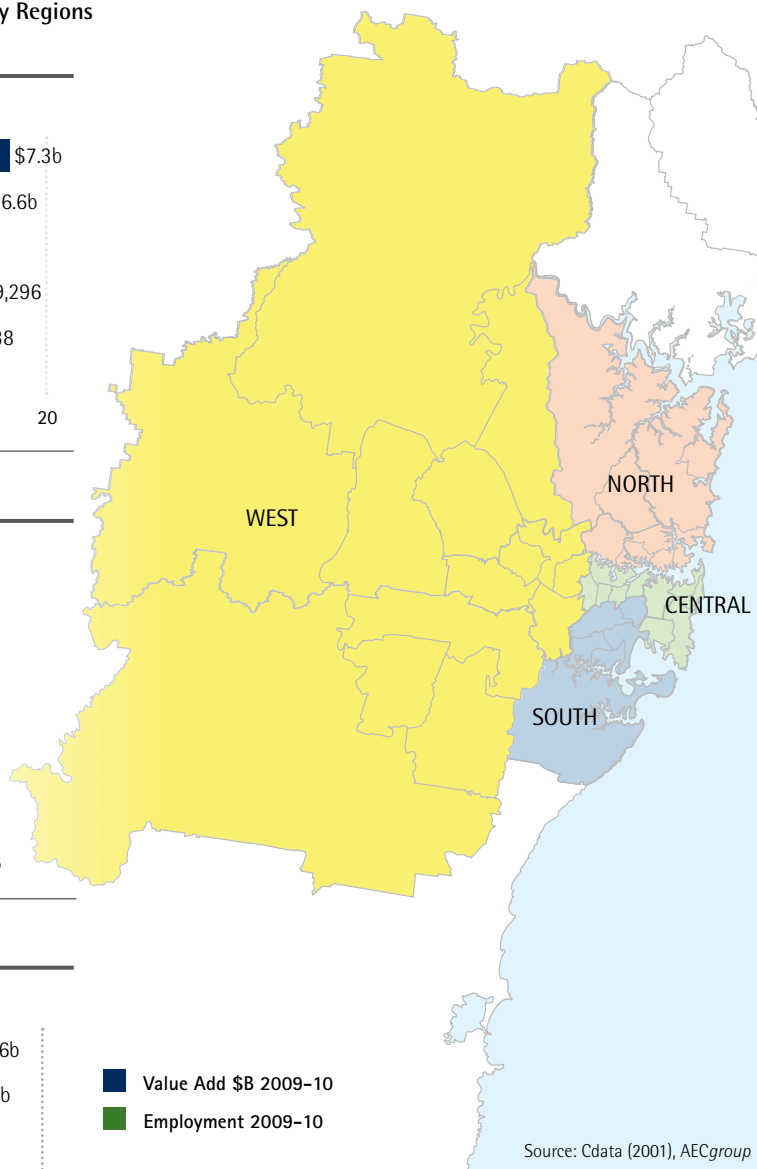 y Regions
$7.3b
6.6b
9,296
38
20
WEST
NORTH
CENTRAL
SOUTH
6b
b
Value Add $B 2009-10
Employment 2009-10
Source: Cdata (2001), AECgroup